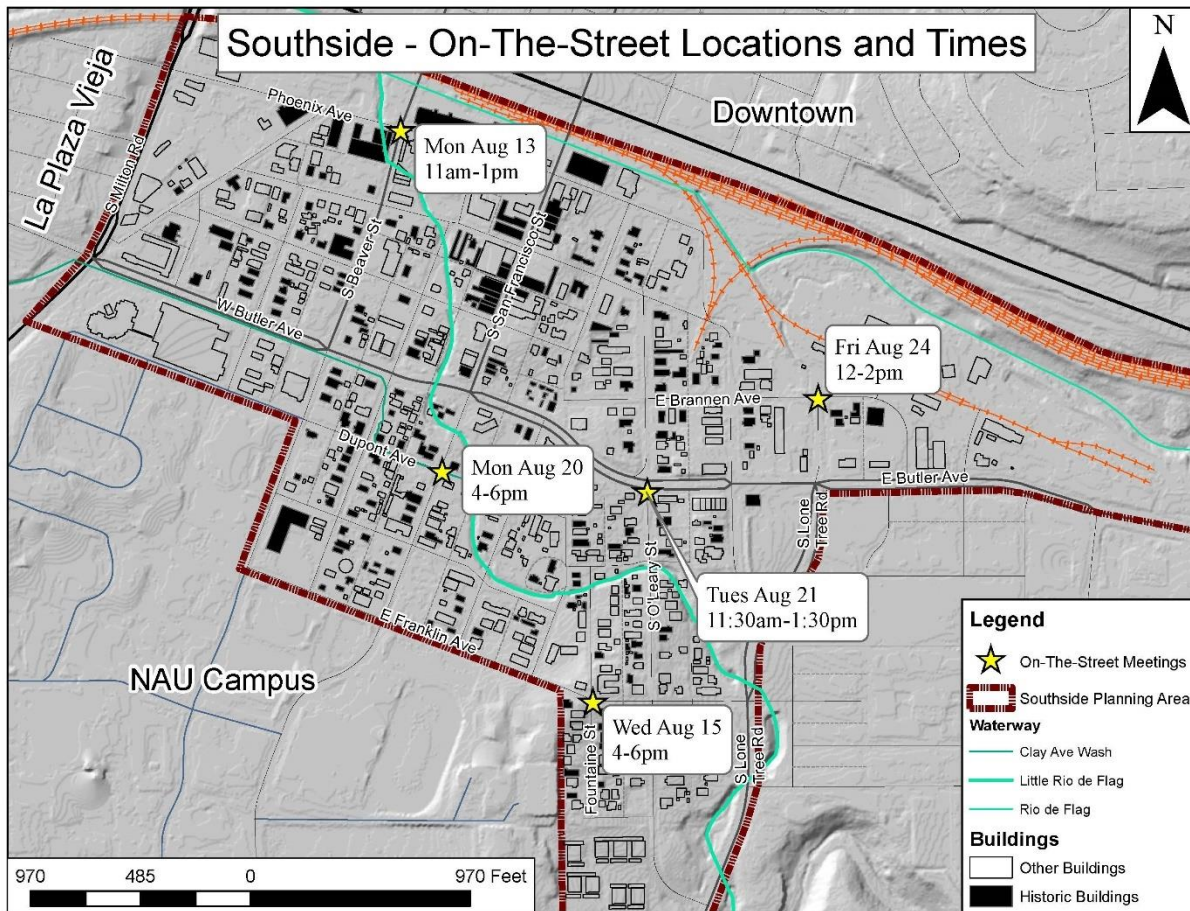 Southside - On-The-Street Locations and Times
N
La Plaza Vieja
Downtown
Phoenix Ave
S Milton Rd
Mon Aug 13
11am-1pm
S Beaver St
S San Francisco St
W Butler Ave
Fri Aug 24
12-2pm
E Brannen Ave
Dupont Ave
Mon Aug 20
4-6pm
E Butler Ave
S Lone
Tree Rd
S O'Leary St
Tues Aug 21
11:30am-1:30pm
E Franklin Ave
NAU Campus
Wed Aug 15
4-6pm
Fountaine St
S Lone
Tree Rd
Legend
On-The-Street Meetings
Southside Planning Area
Waterway
Clay Ave Wash
Little Rio de Flag
Rio de Flag
Buildings
Other Buildings
Historic Buildings
970 485 0 970 Feet